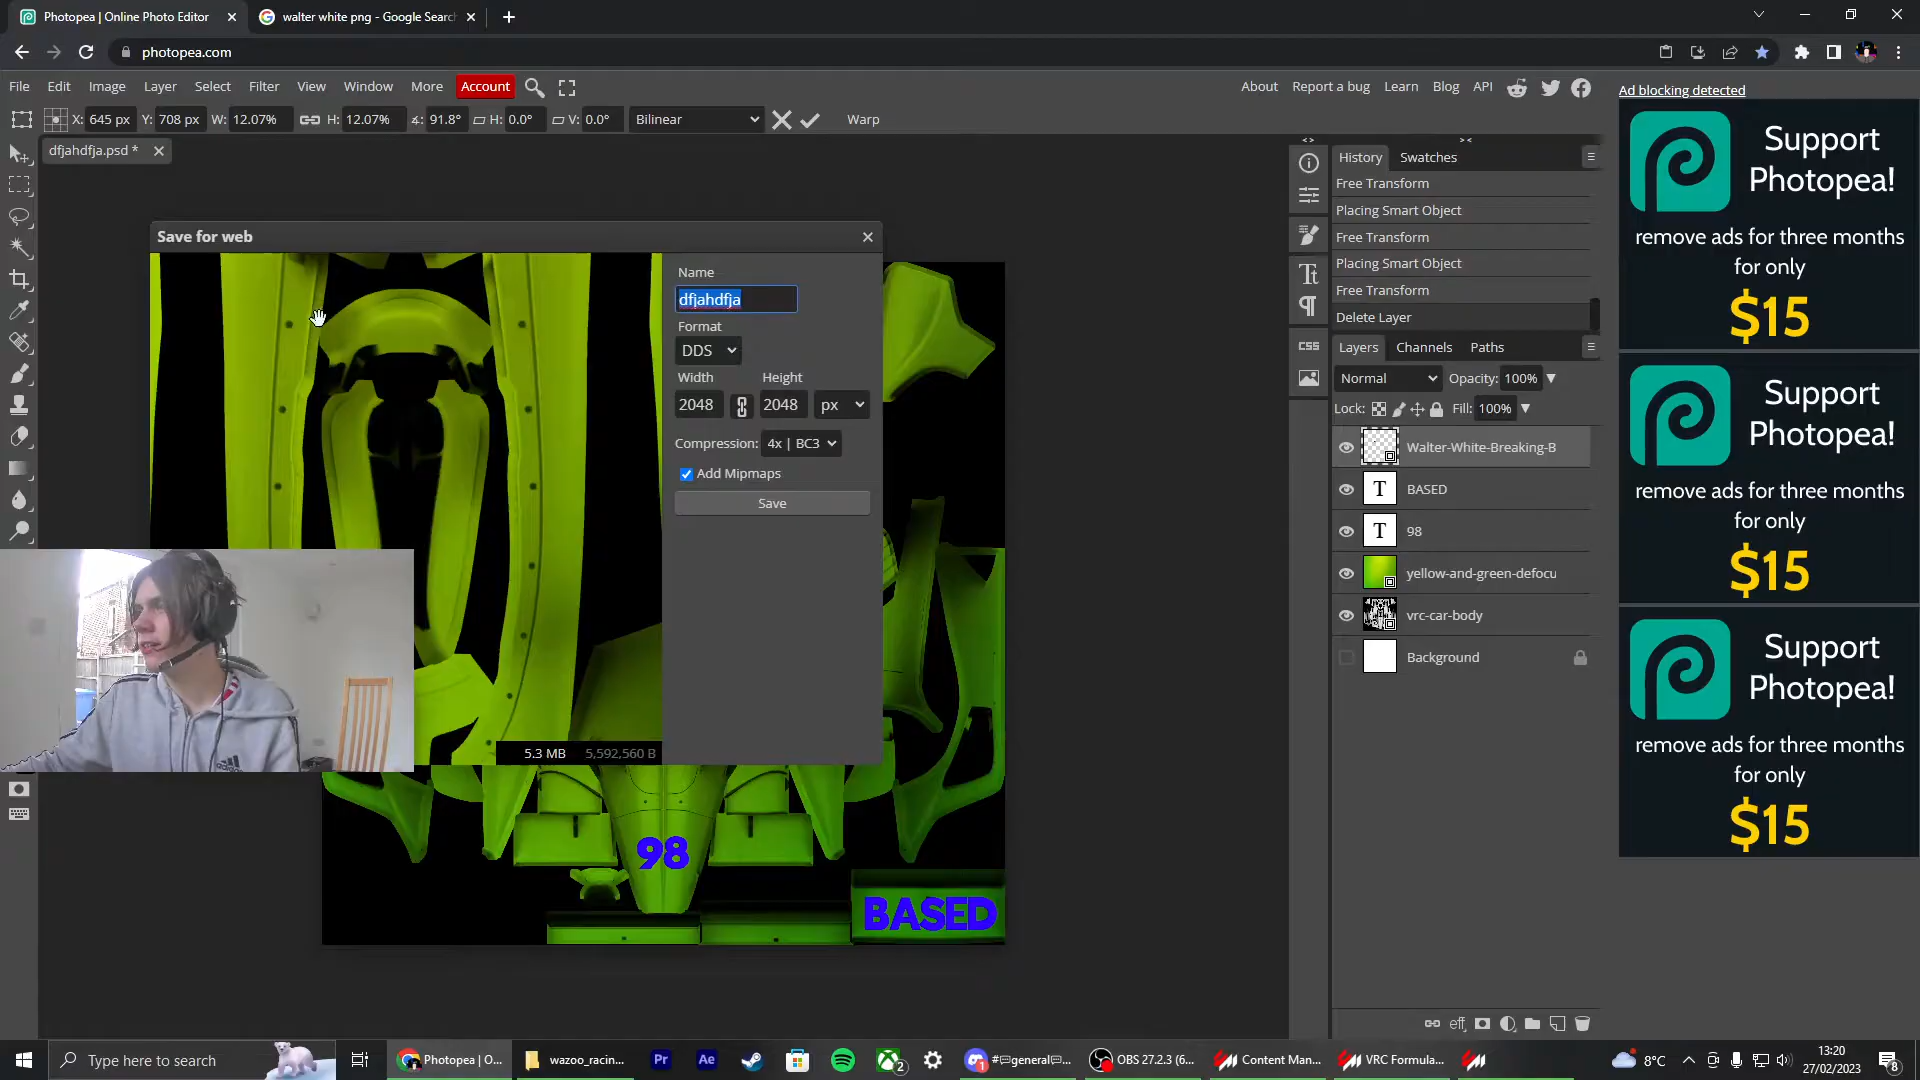 Photopea | Online Photo Editor
walter white png - Google Search
photopea.com
File Edit Image Layer Select Filter View Window More Account
About Report a bug Learn Blog API
Ad blocking detected
X: 645 px Y: 708 px W: 12.07% H: 12.07% ∡: 91.8° H: 0.0° V: 0.0° Bilinear Warp
dfjahdfja.psd *
Save for web
Name
dfjahdfja
Format
DDS
Width Height
2048 2048 px
Compression: 4x | BC3
Add Mipmaps
Save
5.3 MB 5,592,560 B
98
BASED
History Swatches
Free Transform
Placing Smart Object
Free Transform
Placing Smart Object
Free Transform
Delete Layer
CSS
Layers Channels Paths
Normal Opacity: 100%
Lock: Fill: 100%
Walter-White-Breaking-B
T BASED
T 98
yellow-and-green-defocu
vrc-car-body
Background
eff
Support
Photopea!
remove ads for three months
for only
$15
Support
Photopea!
remove ads for three months
for only
$15
Support
Photopea!
remove ads for three months
for only
$15
Type here to search
Photopea | O...
wazoo_racin...
Pr
Ae
2
1
#general...
OBS 27.2.3 (6...
Content Man...
VRC Formula...
8°C
13:20
27/02/2023
8